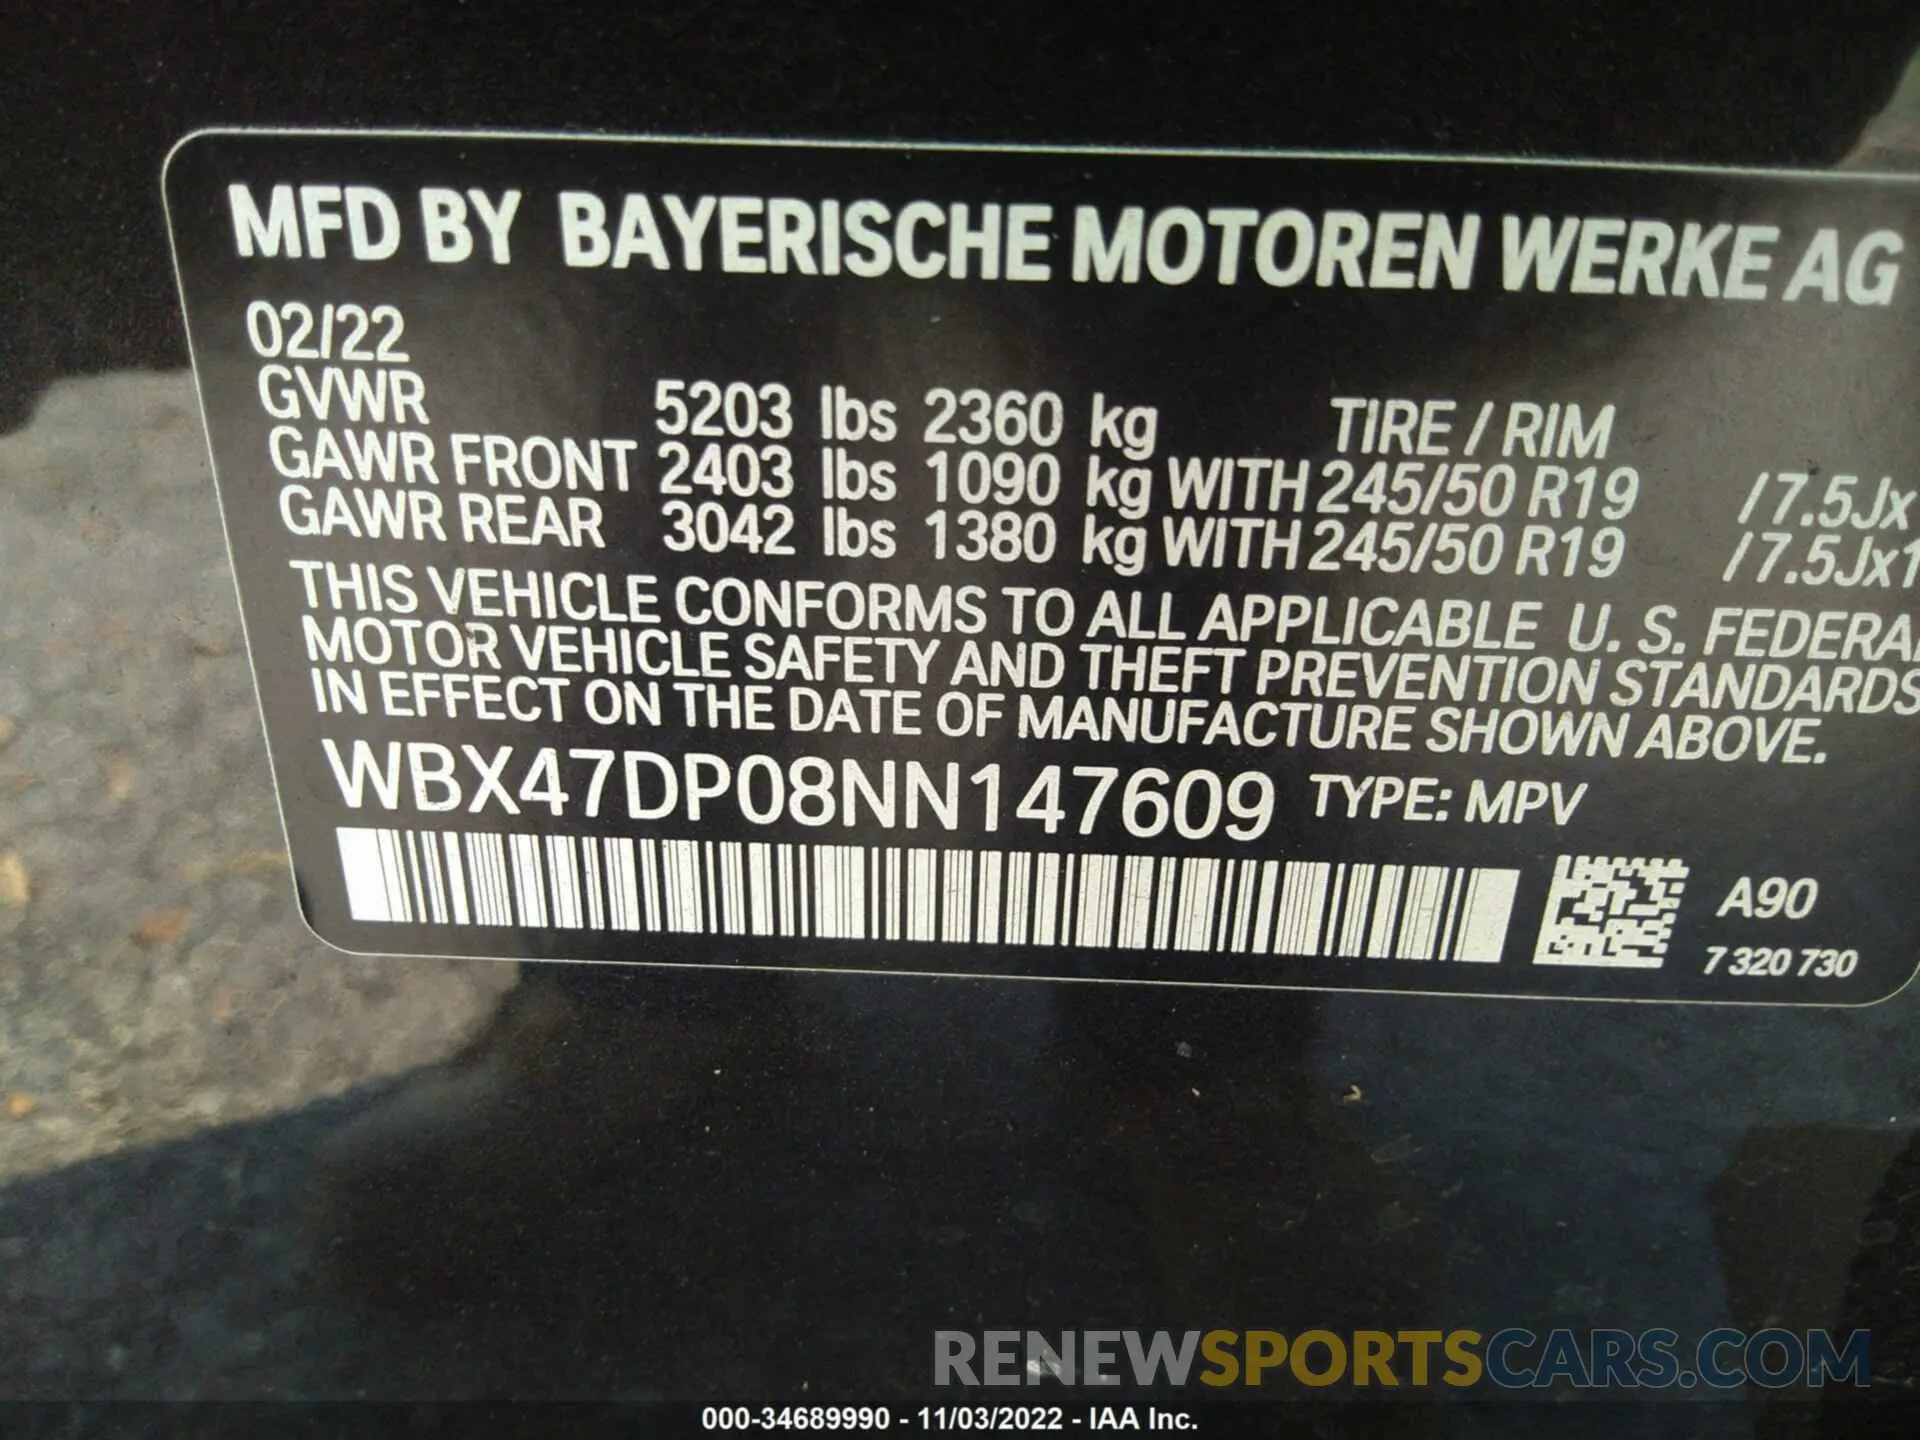 MFD BY BAYERISCHE MOTOREN WERKE AG
02/22
GVWR 5203 lbs 2360 kg TIRE / RIM
GAWR FRONT 2403 lbs 1090 kg WITH 245/50 R19 /7.5Jx
GAWR REAR 3042 lbs 1380 kg WITH 245/50 R19 /7.5Jx1
THIS VEHICLE CONFORMS TO ALL APPLICABLE U. S. FEDERAL
MOTOR VEHICLE SAFETY AND THEFT PREVENTION STANDARDS
IN EFFECT ON THE DATE OF MANUFACTURE SHOWN ABOVE.
WBX47DP08NN147609 TYPE: MPV
A90
7 320 730
RENEWSPORTSCARS.COM
000-34689990 - 11/03/2022 - IAA Inc.